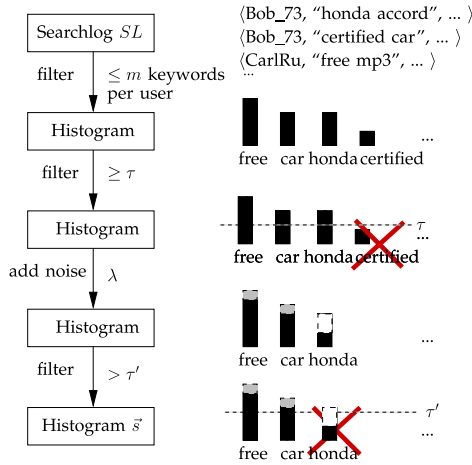 Searchlog SL
⟨Bob_73, “honda accord”, ... ⟩
⟨Bob_73, “certified car”, ... ⟩
⟨CarlRu, “free mp3”, ... ⟩
...
filter ≤ m keywords
per user
Histogram
...
free car honda certified
filter ≥ τ
Histogram
τ
...
free car honda certified
add noise λ
Histogram
...
free car honda
filter > τ′
Histogram s⃗
τ′
...
free car honda